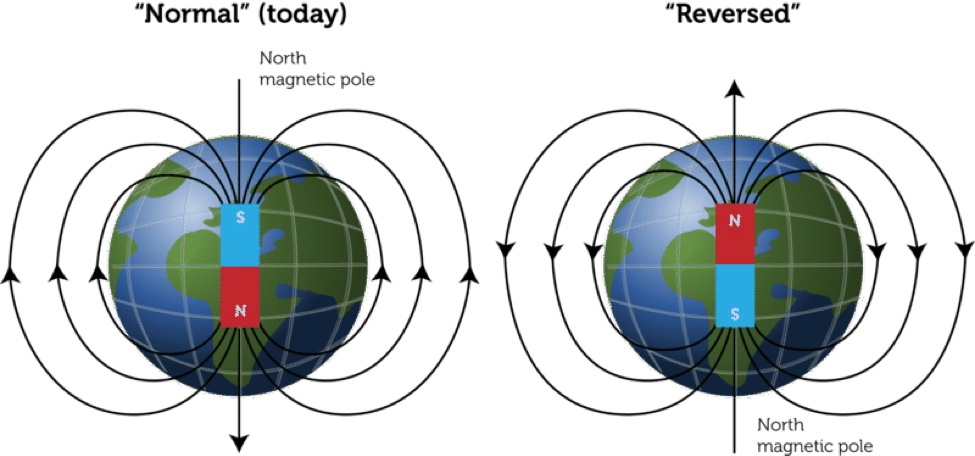 “Normal” (today)
“Reversed”
North
magnetic pole
S
N
N
S
North
magnetic pole